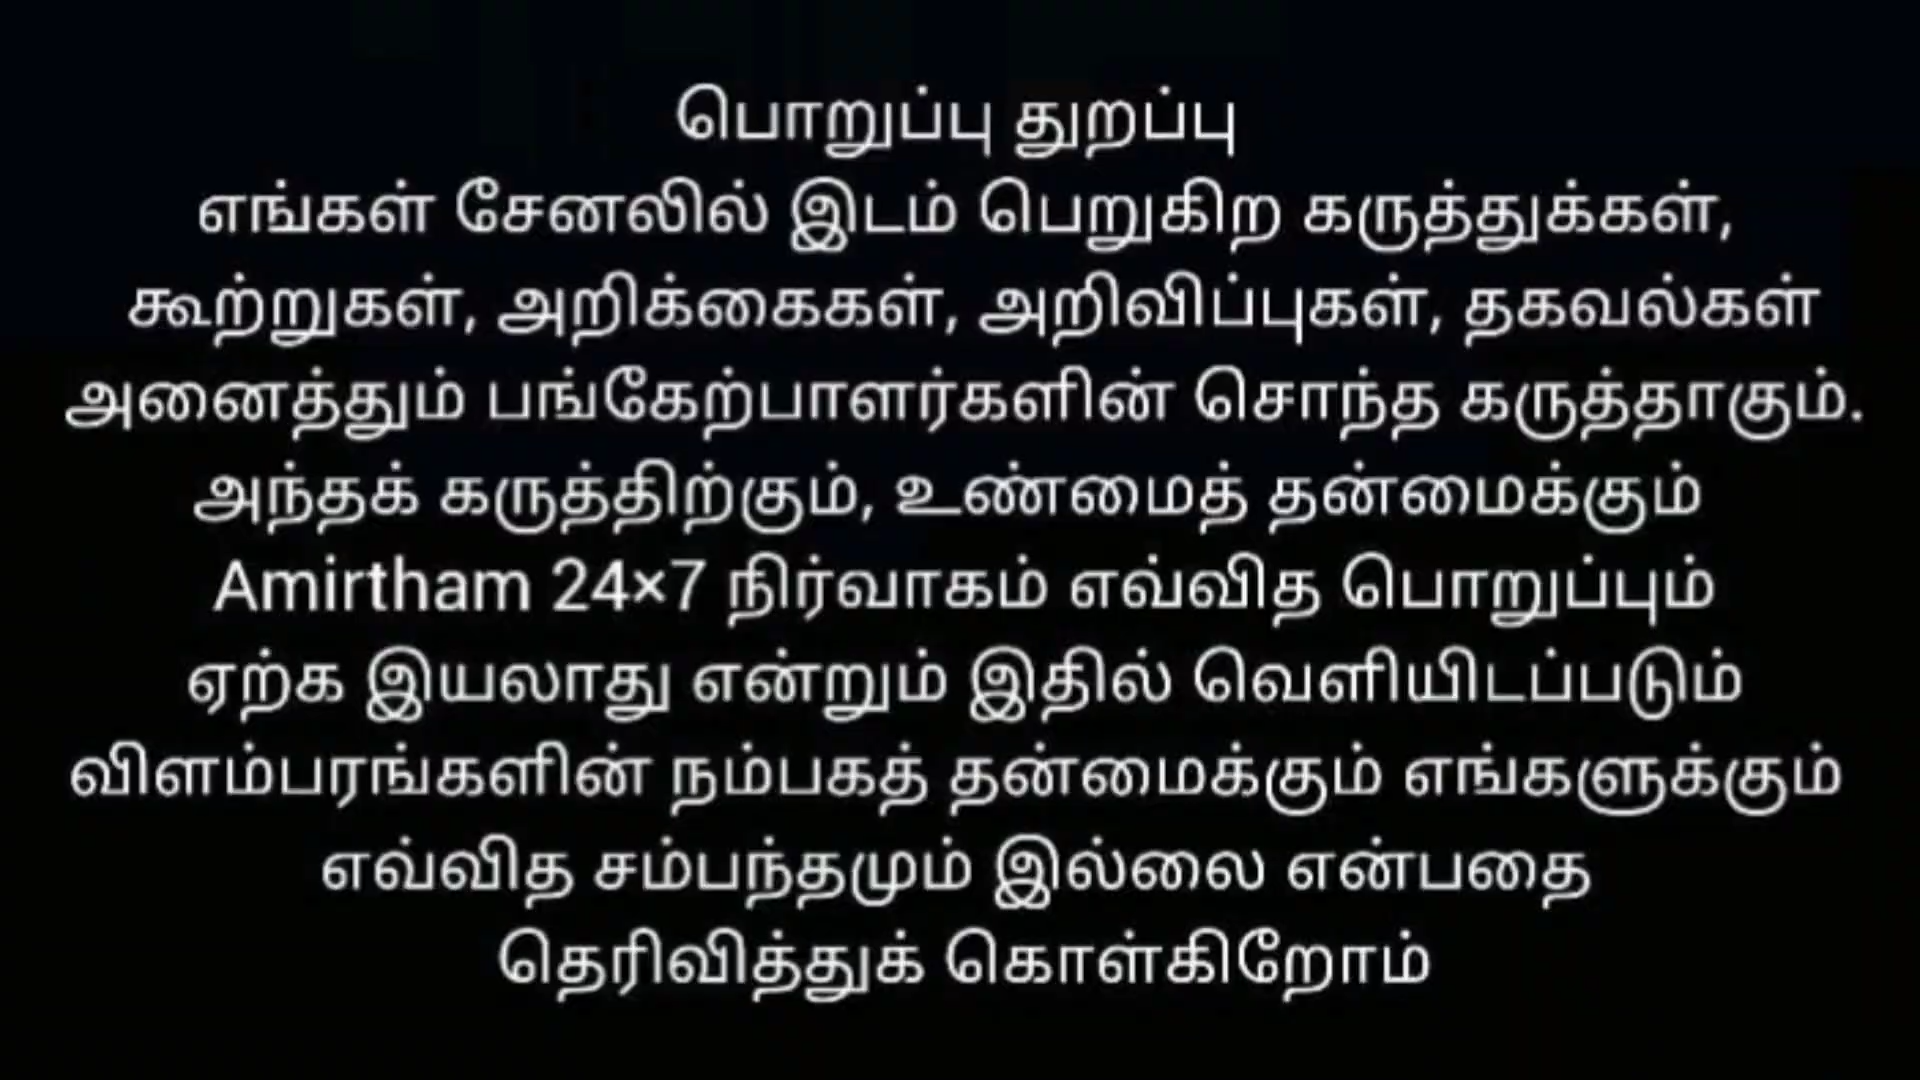 பொறுப்பு துறப்பு
எங்கள் சேனலில் இடம் பெறுகிற கருத்துக்கள்,
கூற்றுகள், அறிக்கைகள், அறிவிப்புகள், தகவல்கள்
அனைத்தும் பங்கேற்பாளர்களின் சொந்த கருத்தாகும்.
அந்தக் கருத்திற்கும், உண்மைத் தன்மைக்கும்
Amirtham 24×7 நிர்வாகம் எவ்வித பொறுப்பும்
ஏற்க இயலாது என்றும் இதில் வெளியிடப்படும்
விளம்பரங்களின் நம்பகத் தன்மைக்கும் எங்களுக்கும்
எவ்வித சம்பந்தமும் இல்லை என்பதை
தெரிவித்துக் கொள்கிறோம்